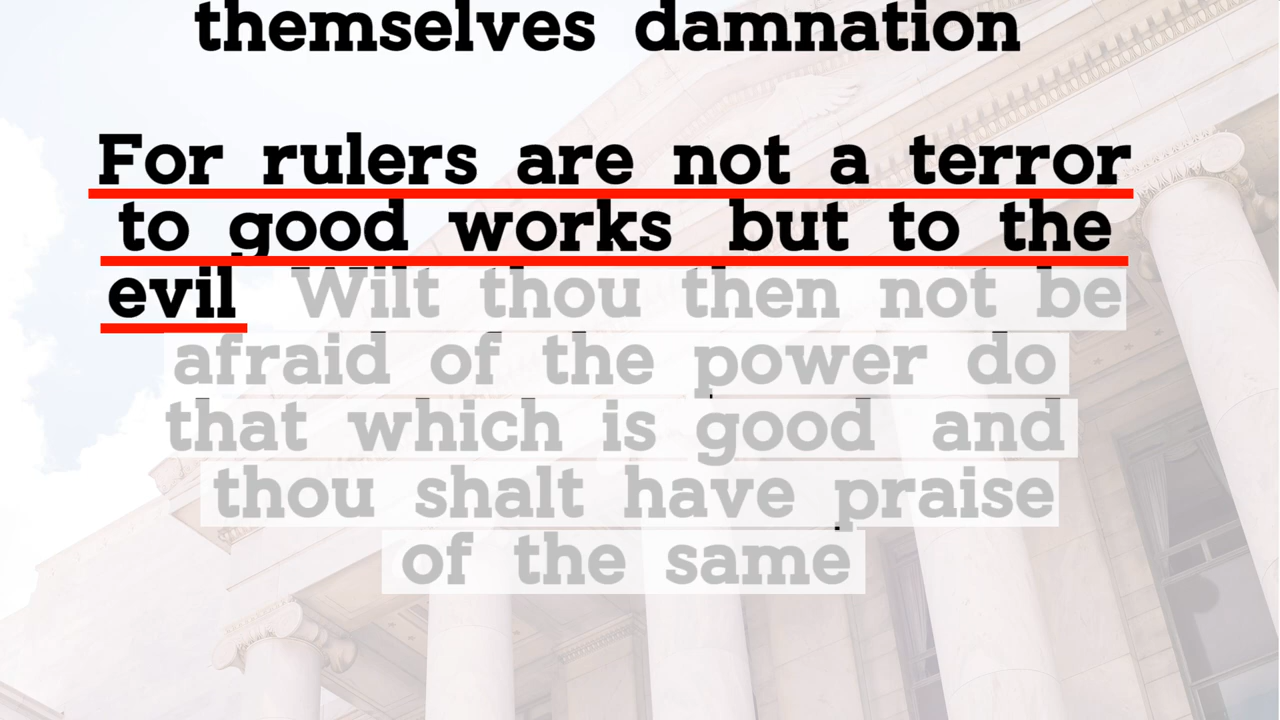 themselves damnation
For rulers are not a terror
to good works but to the
evil Wilt thou then not be
afraid of the power do
that which is good and
thou shalt have praise
of the same